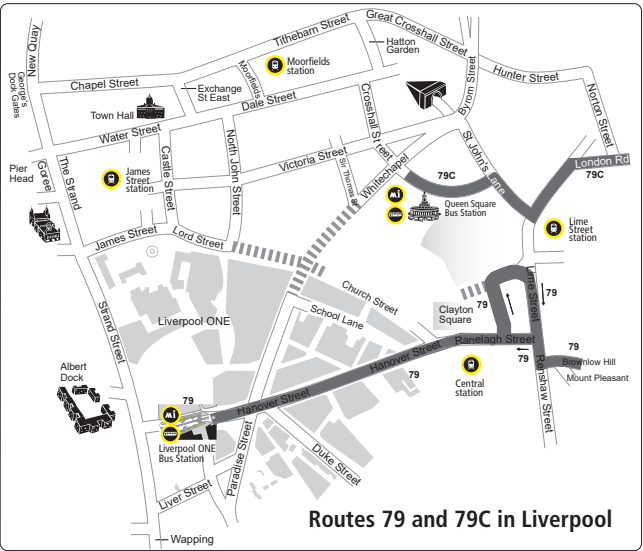 New Quay
George's
Dock Gates
Chapel Street
Tithebarn Street
Great Crosshall Street
Hatton
Garden
Moorfields
station
Moorfields
Exchange
St East
Hunter Street
Byrom Street
Norton Street
Town Hall
Dale Street
Crosshall Street
Water Street
North John Street
Castle Street
Victoria Street
Sir Thomas St
Whitechapel
79C
St John's Lane
London Rd
79C
Pier
Head
Goree
The Strand
James
Street
station
Queen Square
Bus Station
Lime
Street
station
James Street
Lord Street
Strand Street
Liverpool ONE
Church Street
School Lane
Clayton
Square
79
Lime Street
79
Ranelagh Street
79
79
Brownlow Hill
Mount Pleasant
Renshaw Street
Hanover Street
79
Central
station
Albert
Dock
79
Hanover Street
Liverpool ONE
Bus Station
Paradise Street
Duke Street
Liver Street
Wapping
Routes 79 and 79C in Liverpool